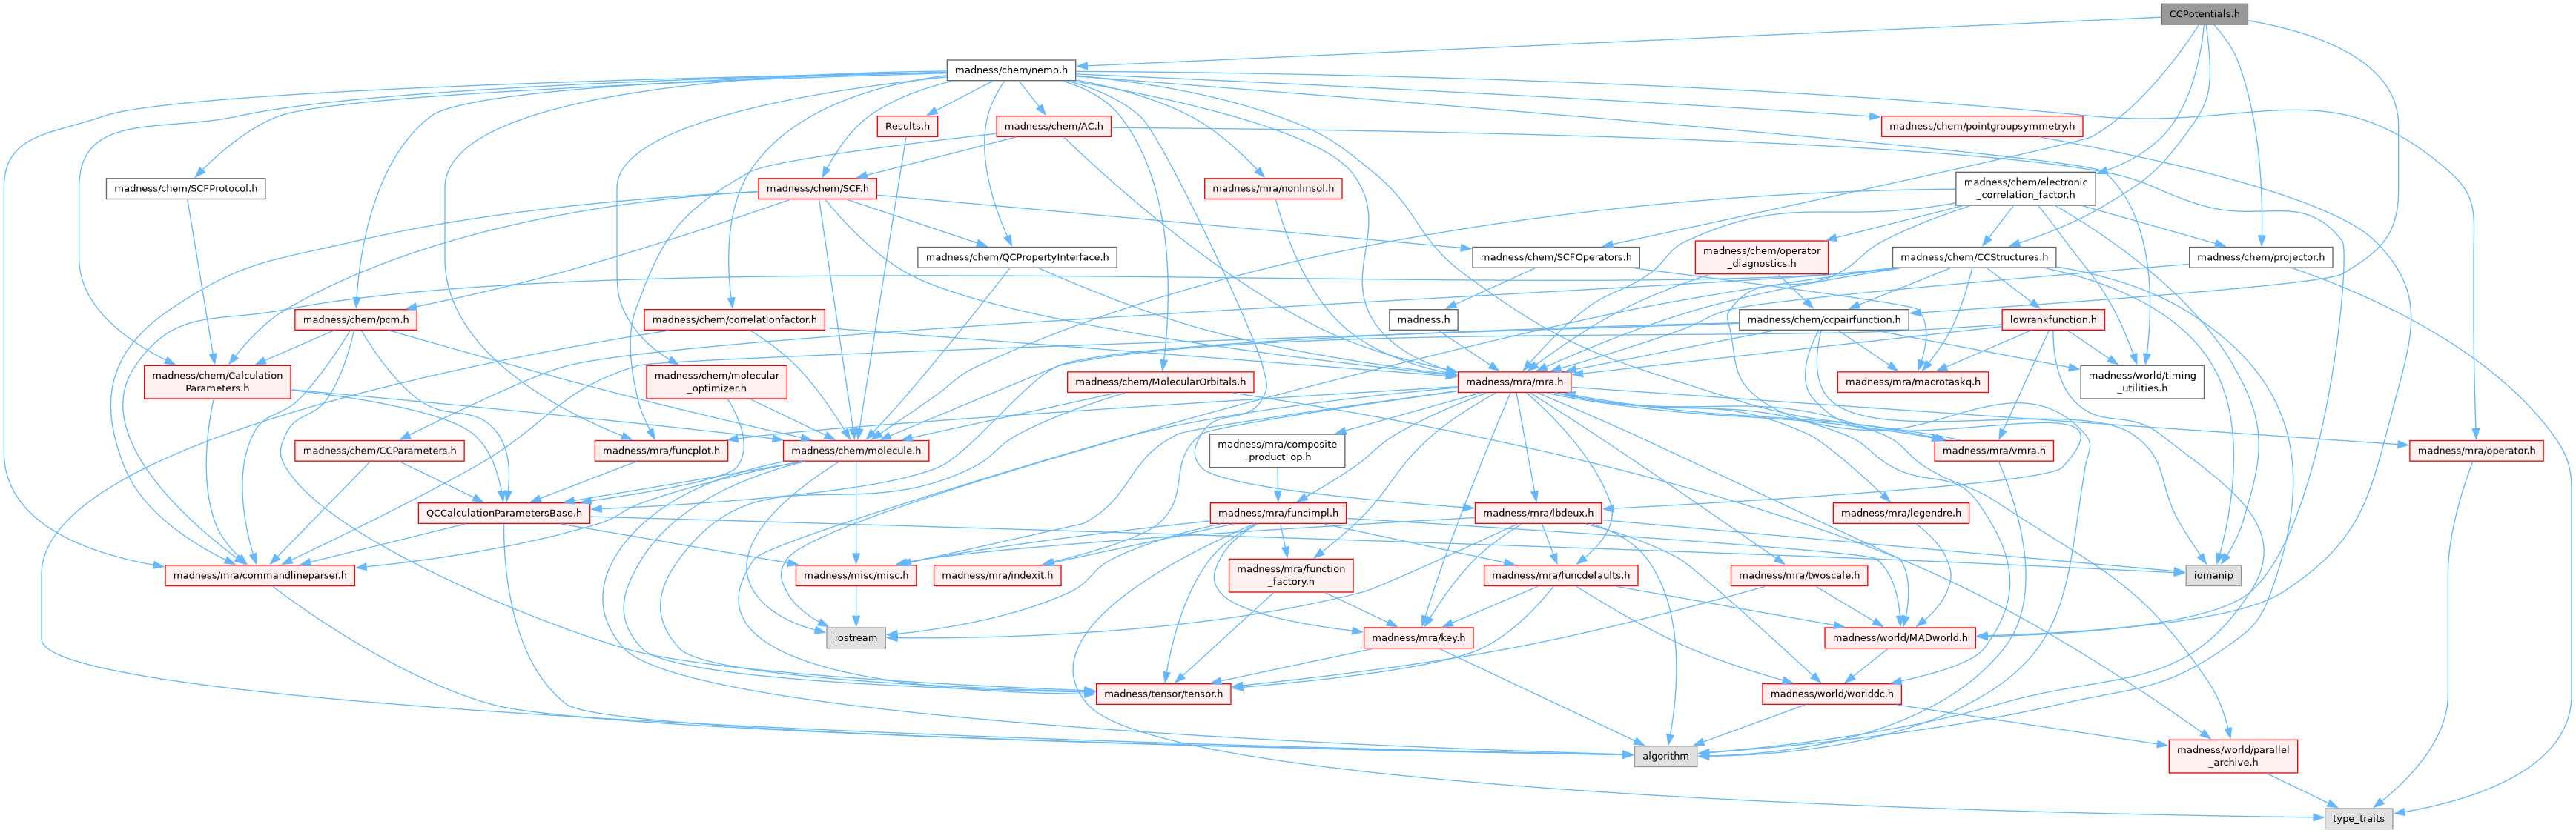 CCPotentials.h
madness/chem/nemo.h
Results.h
madness/chem/AC.h
madness/chem/pointgroupsymmetry.h
madness/chem/SCFProtocol.h
madness/chem/SCF.h
madness/mra/nonlinsol.h
madness/chem/electronic
_correlation_factor.h
madness/chem/QCPropertyInterface.h
madness/chem/SCFOperators.h
madness/chem/operator
_diagnostics.h
madness/chem/CCStructures.h
madness/chem/projector.h
madness/chem/pcm.h
madness/chem/correlationfactor.h
madness.h
madness/chem/ccpairfunction.h
lowrankfunction.h
madness/chem/Calculation
Parameters.h
madness/chem/molecular
_optimizer.h
madness/chem/MolecularOrbitals.h
madness/mra/mra.h
madness/mra/macrotaskq.h
madness/world/timing
_utilities.h
madness/chem/CCParameters.h
madness/mra/funcplot.h
madness/chem/molecule.h
madness/mra/composite
_product_op.h
madness/mra/vmra.h
madness/mra/operator.h
QCCalculationParametersBase.h
madness/mra/funcimpl.h
madness/mra/lbdeux.h
madness/mra/legendre.h
madness/mra/commandlineparser.h
madness/misc/misc.h
madness/mra/indexit.h
madness/mra/function
_factory.h
madness/mra/funcdefaults.h
madness/mra/twoscale.h
iomanip
iostream
madness/mra/key.h
madness/world/MADworld.h
madness/tensor/tensor.h
madness/world/worlddc.h
algorithm
madness/world/parallel
_archive.h
type_traits